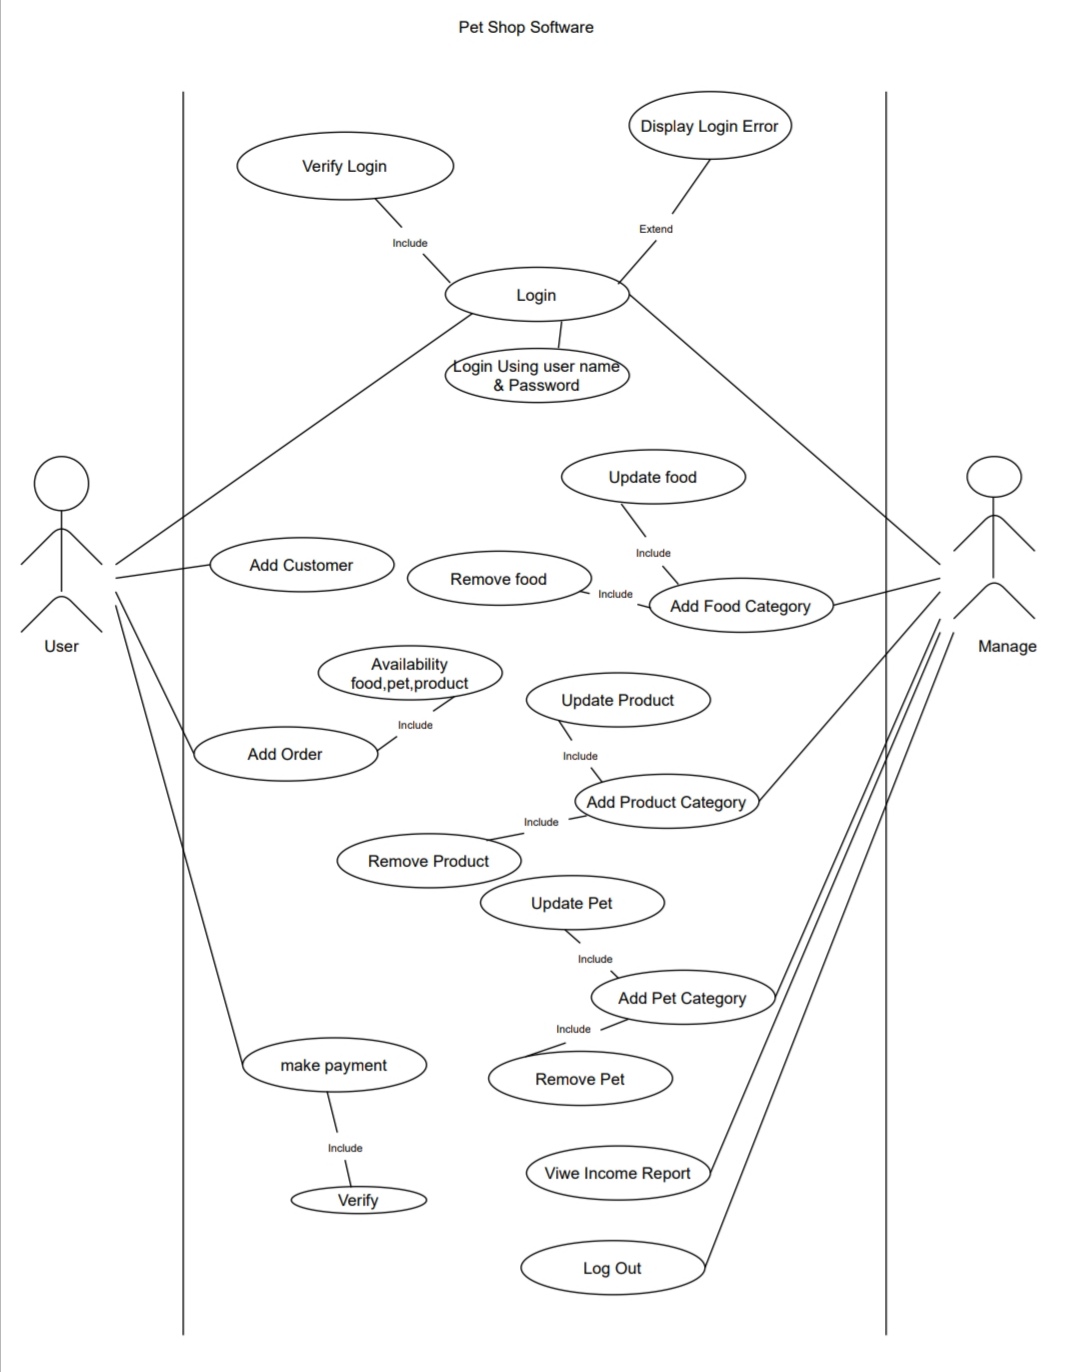 Pet Shop Software
Display Login Error
Verify Login
Extend
Include
Login
Login Using user name
& Password
Update food
Include
Add Customer
Remove food
Include
Add Food Category
User
Manage
Availability
food,pet,product
Update Product
Include
Add Order
Include
Add Product Category
Include
Remove Product
Update Pet
Include
Add Pet Category
Include
make payment
Remove Pet
Include
Viwe Income Report
Verify
Log Out